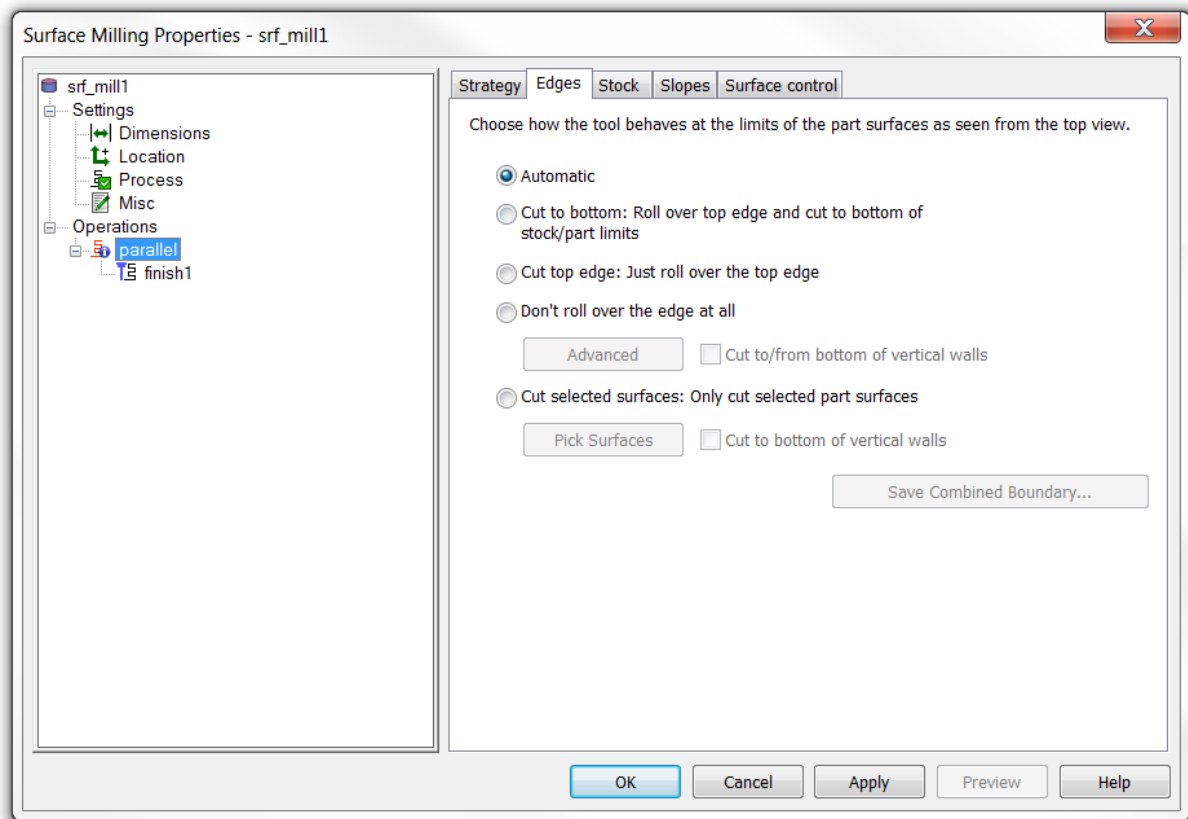 Surface Milling Properties - srf_mill1
X
srf_mill1
Settings
Dimensions
Location
Process
Misc
Operations
parallel
finish1
Strategy Edges Stock Slopes Surface control
Choose how the tool behaves at the limits of the part surfaces as seen from the top view.
Automatic
Cut to bottom: Roll over top edge and cut to bottom of
stock/part limits
Cut top edge: Just roll over the top edge
Don't roll over the edge at all
Advanced Cut to/from bottom of vertical walls
Cut selected surfaces: Only cut selected part surfaces
Pick Surfaces Cut to bottom of vertical walls
Save Combined Boundary...
OK Cancel Apply Preview Help